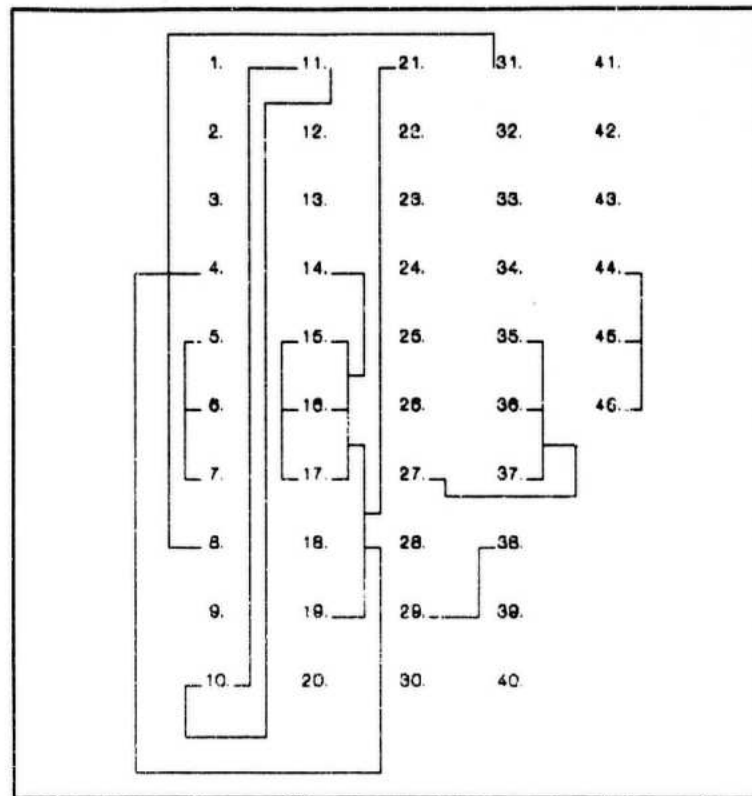 1. 11. 21. 31. 41.
2. 12. 22. 32. 42.
3. 13. 23. 33. 43.
4. 14. 24. 34. 44.
5. 15. 25. 35. 45.
6. 16. 26. 36. 46.
7. 17. 27. 37.
8. 18. 28. 38.
9. 19. 29. 39.
10. 20. 30. 40.